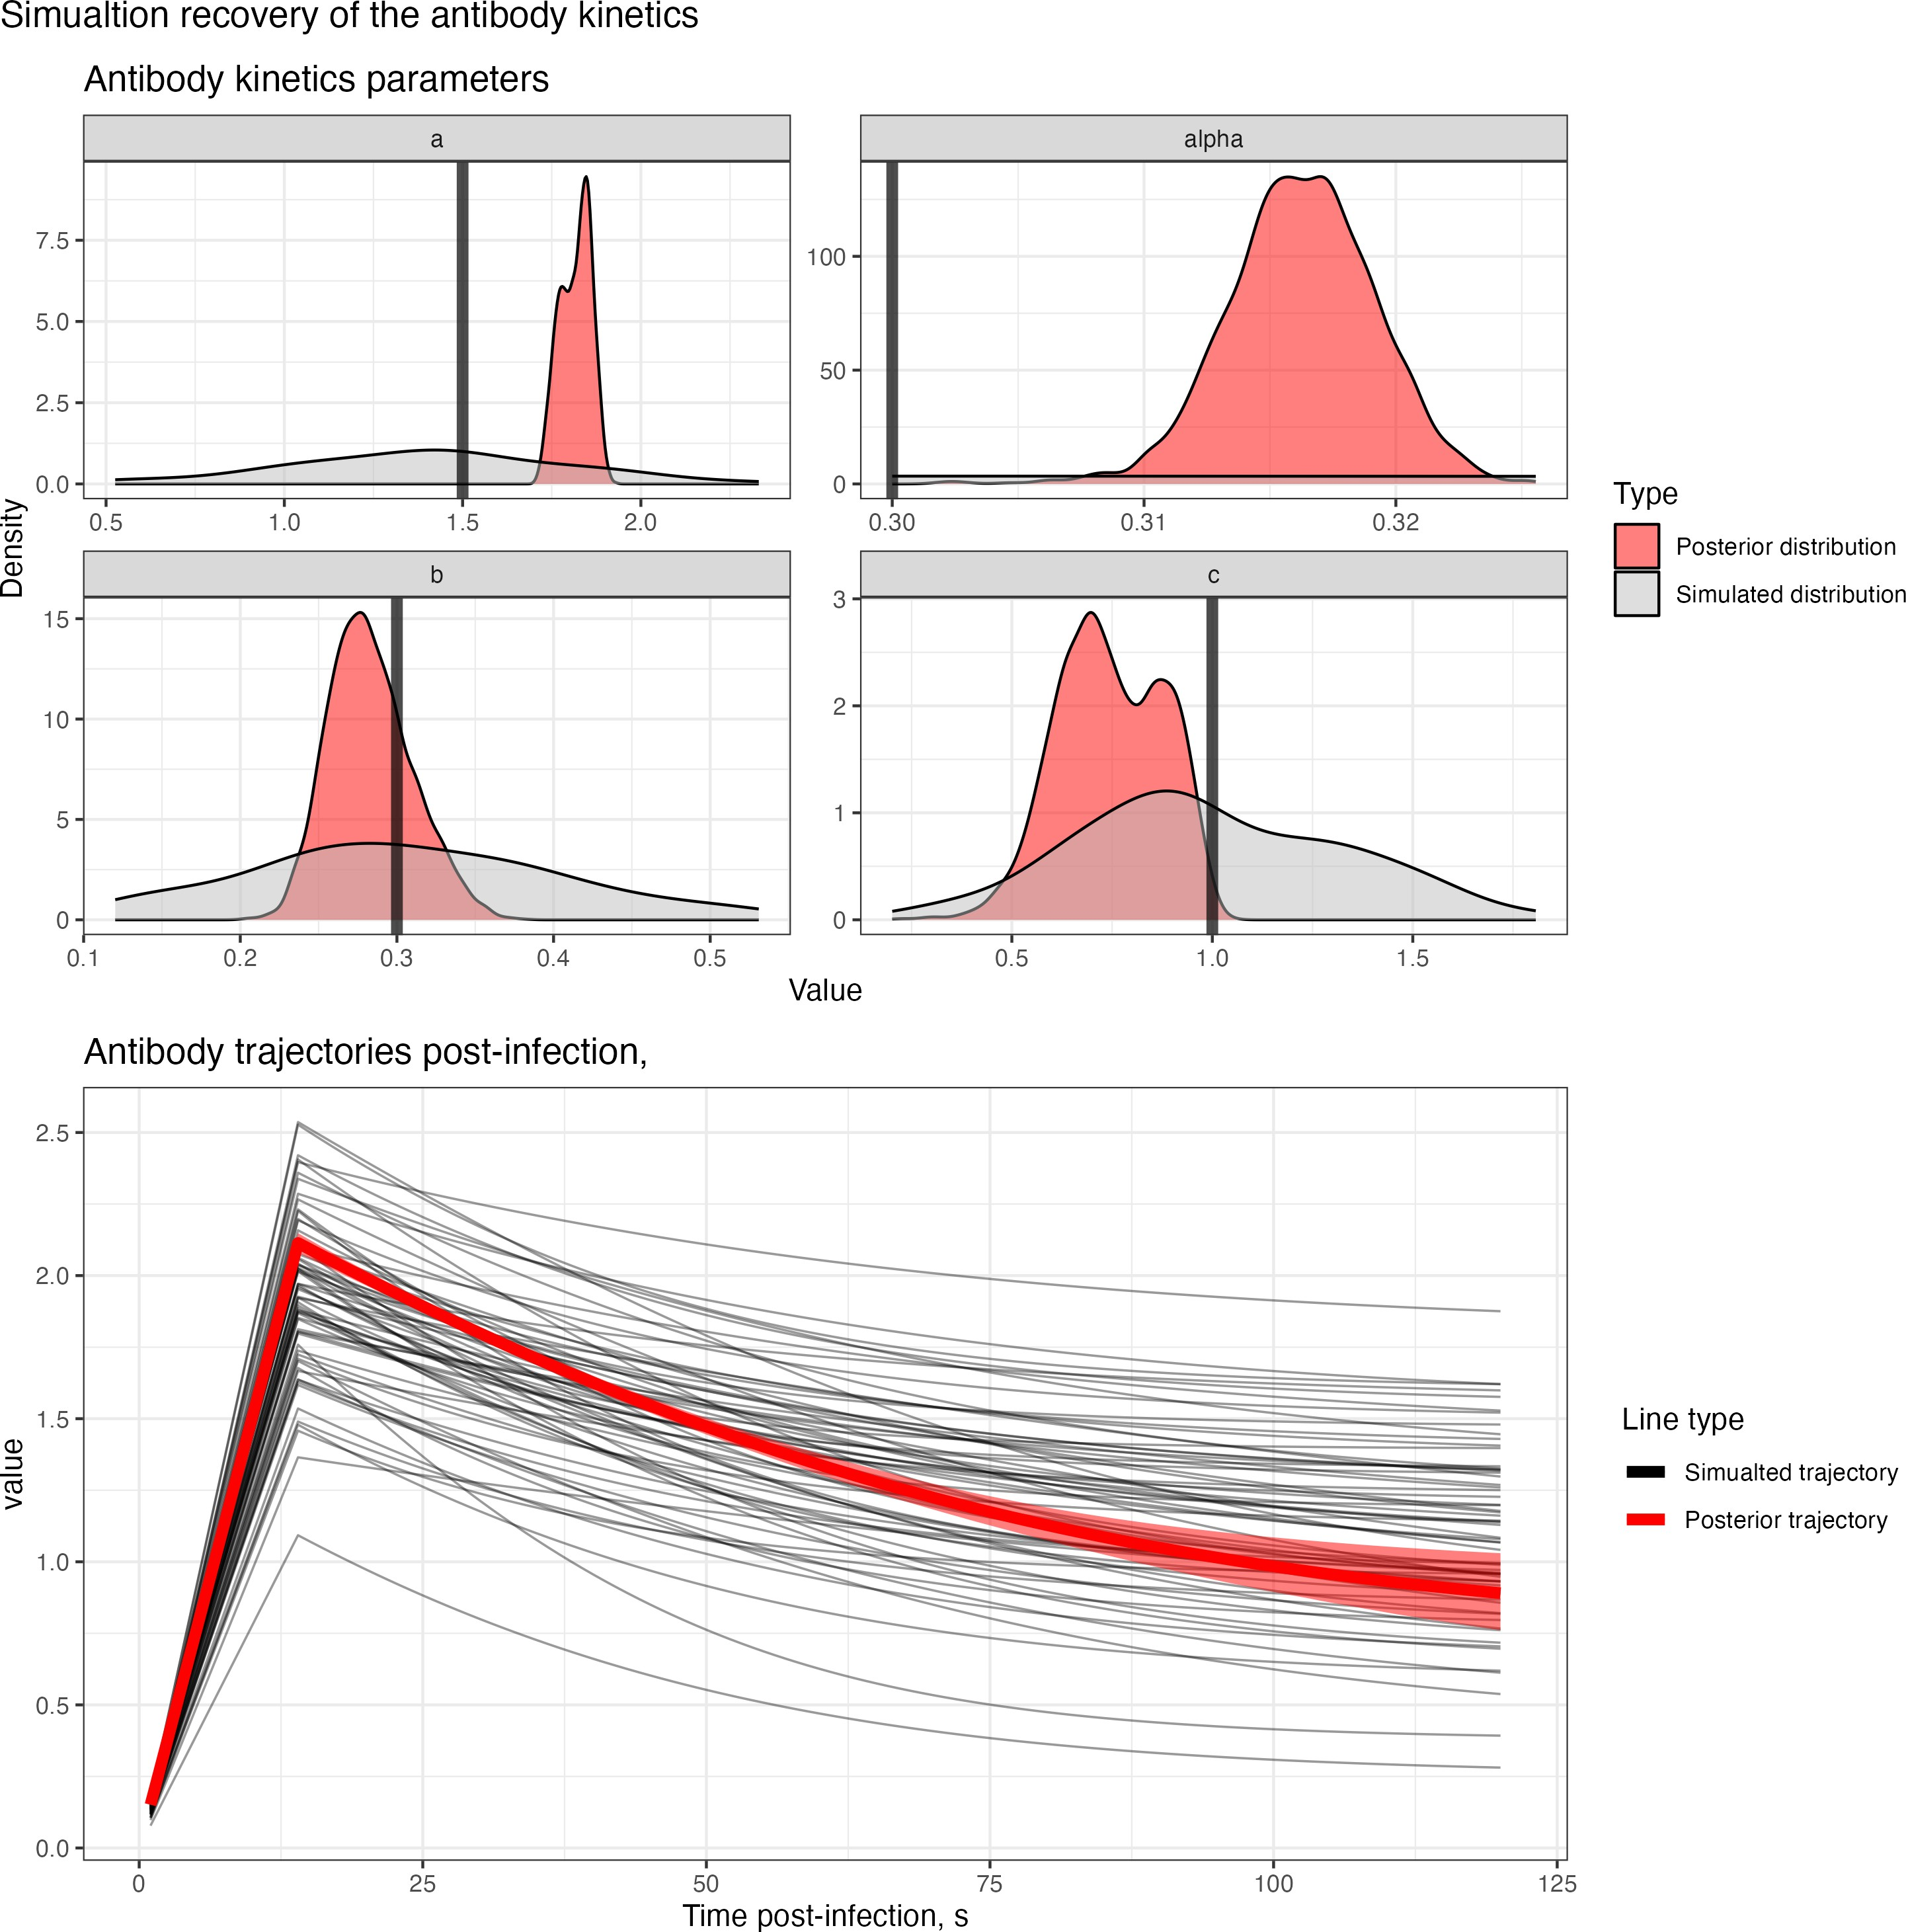 Simualtion recovery of the antibody kinetics
Antibody kinetics parameters
a
alpha
7.5
5.0
2.5
0.0
0.5 1.0 1.5 2.0
100
50
0
0.30 0.31 0.32
Density
b
c
15
10
5
0
0.1 0.2 0.3 0.4 0.5
3
2
1
0
0.5 1.0 1.5
Value
Type
Posterior distribution
Simulated distribution
Antibody trajectories post-infection,
value
2.5
2.0
1.5
1.0
0.5
0.0
0 25 50 75 100 125
Time post-infection, s
Line type
Simualted trajectory
Posterior trajectory